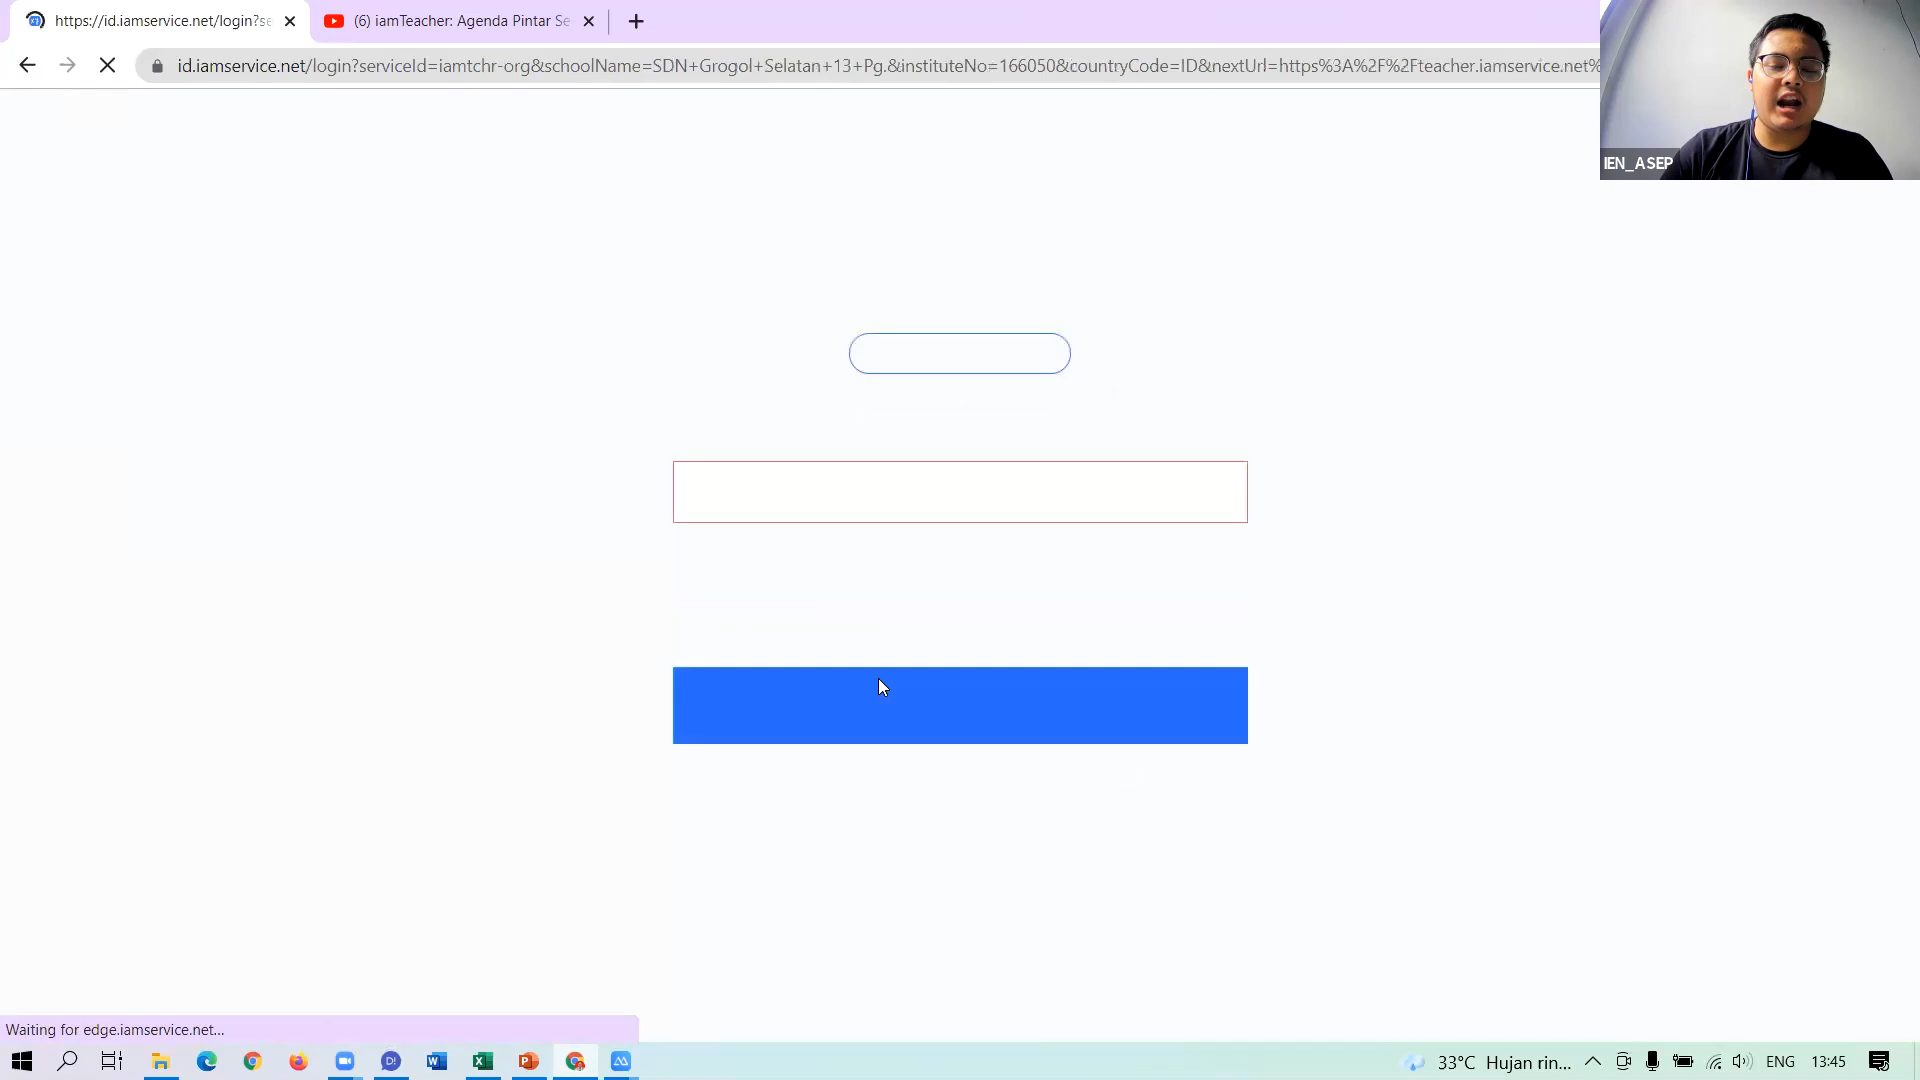 https://id.iamservice.net/login?se
(6) iamTeacher: Agenda Pintar Se
id.iamservice.net/login?serviceId=iamtchr-org&schoolName=SDN+Grogol+Selatan+13+Pg.&instituteNo=166050&countryCode=ID&nextUrl=https%3A%2F%2Fteacher.iamservice.net%
IEN_ASEP
Waiting for edge.iamservice.net...
33°C Hujan rin... ENG 13:45